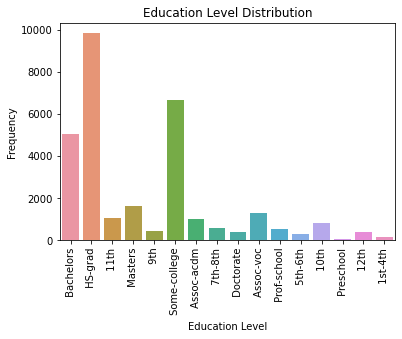 Education Level Distribution
10000
8000
6000
4000
2000
0
Frequency
Bachelors
HS-grad
11th
Masters
9th
Some-college
Assoc-acdm
7th-8th
Doctorate
Assoc-voc
Prof-school
5th-6th
10th
Preschool
12th
1st-4th
Education Level